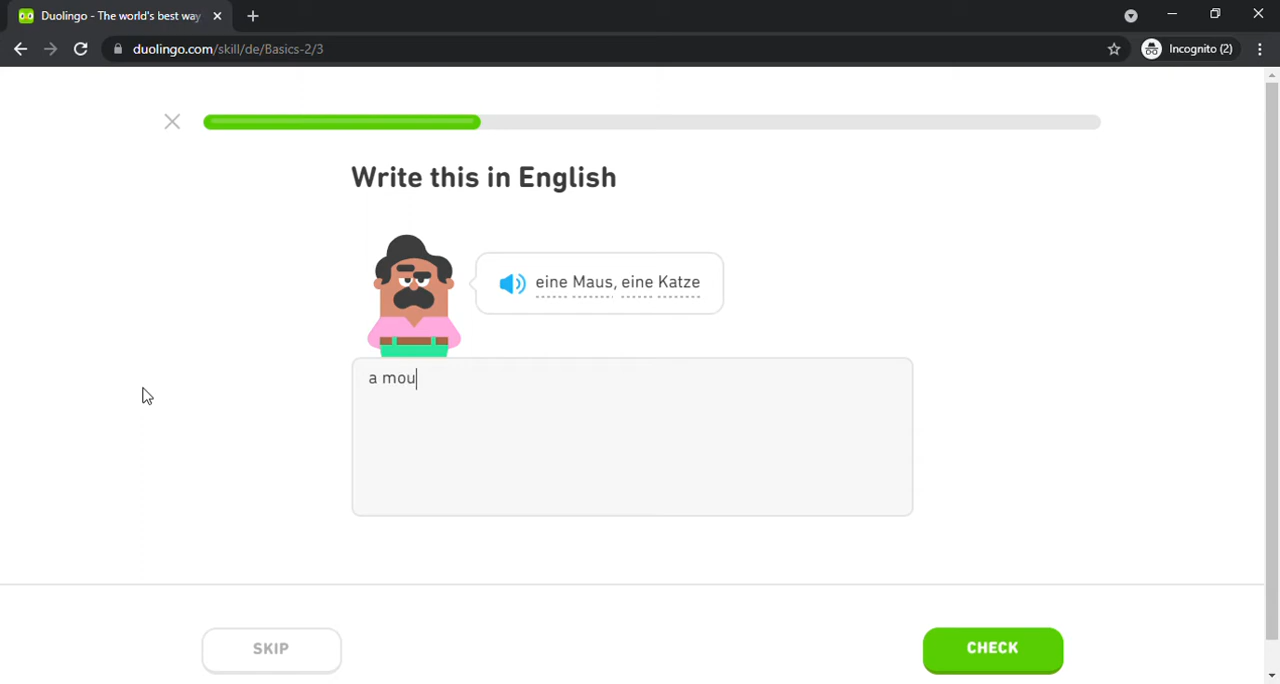 Duolingo - The world's best way
duolingo.com/skill/de/Basics-2/3
Incognito (2)
Write this in English
eine Maus, eine Katze
a mou
SKIP
CHECK